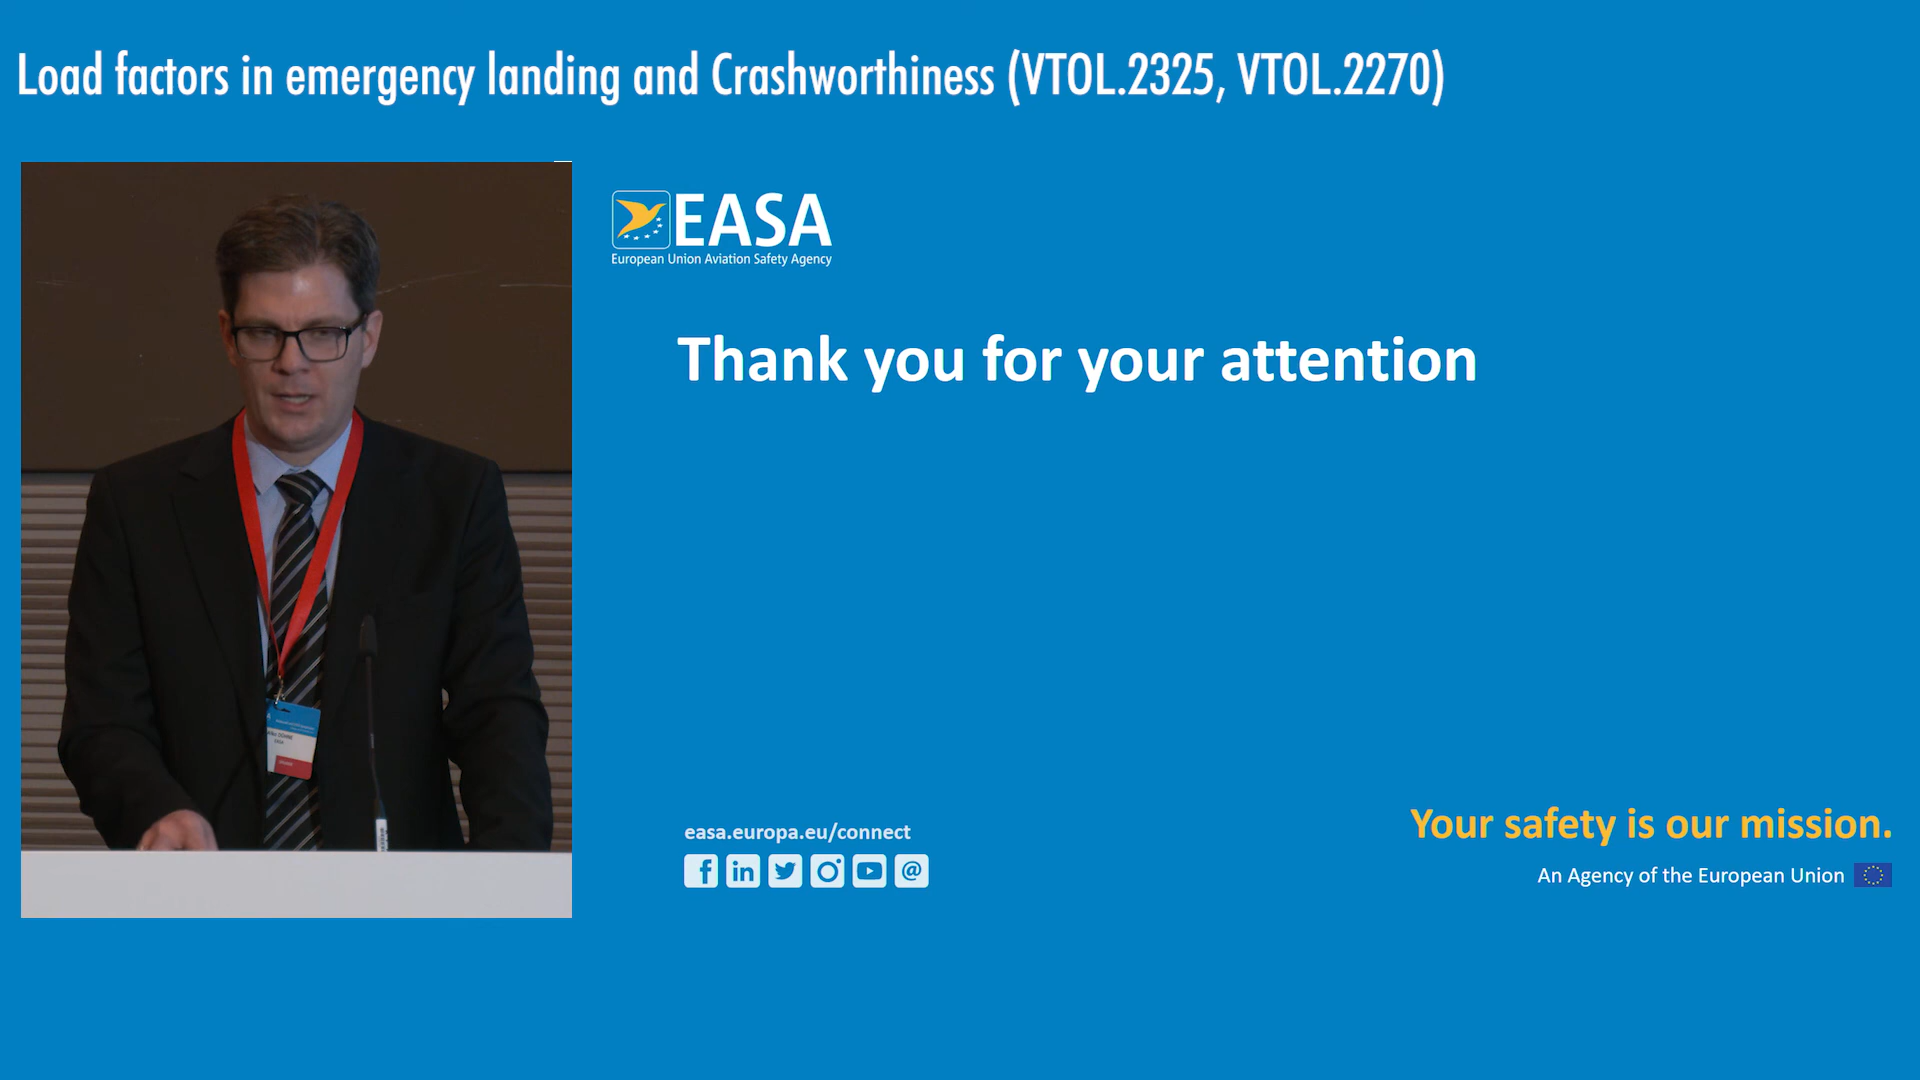 Load factors in emergency landing and Crashworthiness (VTOL.2325, VTOL.2270)
EASA
European Union Aviation Safety Agency
Thank you for your attention
easa.europa.eu/connect
Your safety is our mission.
An Agency of the European Union